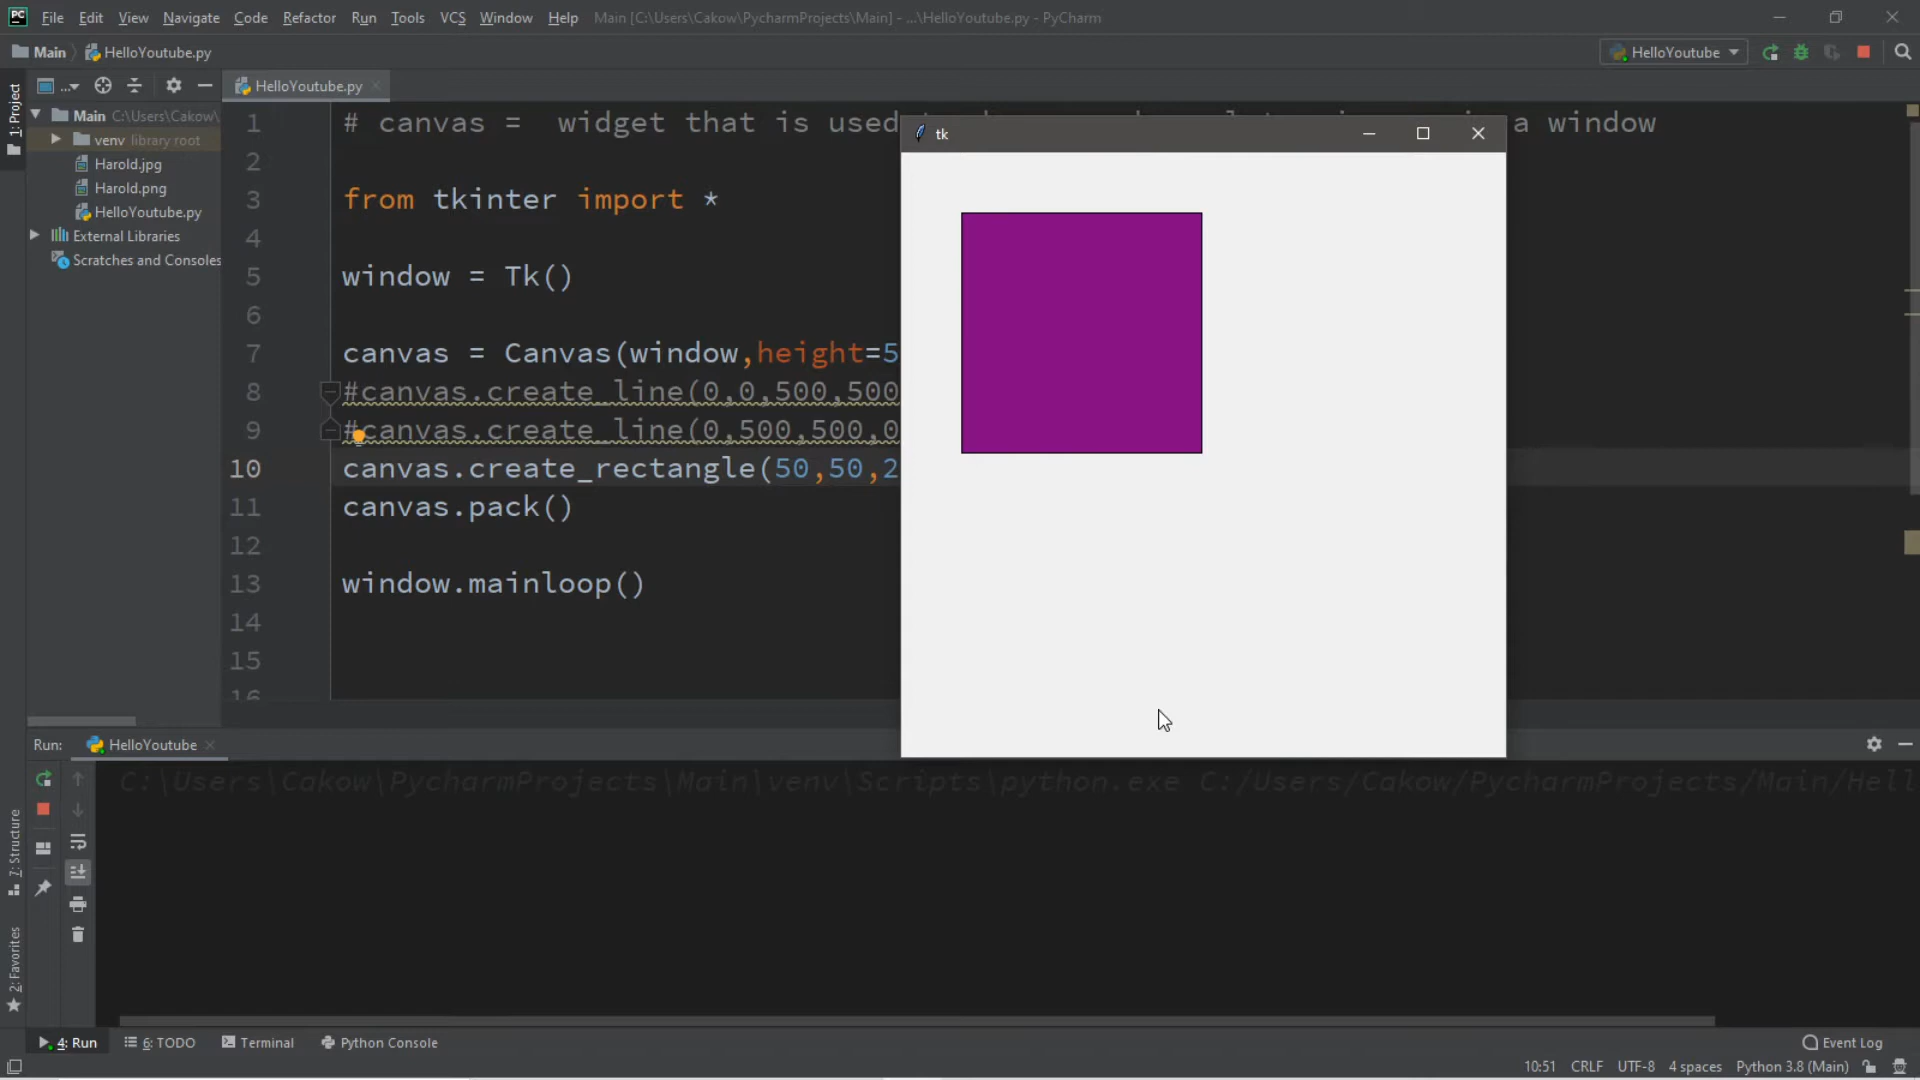 PC File Edit View Navigate Code Refactor Run Tools VCS Window Help Main [C:\Users\Cakow\PycharmProjects\Main] - ...\HelloYoutube.py - PyCharm
Main HelloYoutube.py HelloYoutube
1: Project
... HelloYoutube.py
Main C:\Users\Cakow\
venv library root
Harold.jpg
Harold.png
HelloYoutube.py
External Libraries
Scratches and Consoles
1 # canvas = widget that is used a window
2
3 from tkinter import *
4
5 window = Tk()
6
7 canvas = Canvas(window,height=5
8 #canvas.create_line(0,0,500,500
9 #canvas.create_line(0,500,500,0
10 canvas.create_rectangle(50,50,2
11 canvas.pack()
12
13 window.mainloop()
14
15
16
tk
Run: HelloYoutube
C:\Users\Cakow\PycharmProjects\Main\venv\Scripts\python.exe C:/Users/Cakow/PycharmProjects/Main/Hell
7: Structure
2: Favorites
4: Run 6: TODO Terminal Python Console Event Log
10:51 CRLF UTF-8 4 spaces Python 3.8 (Main)